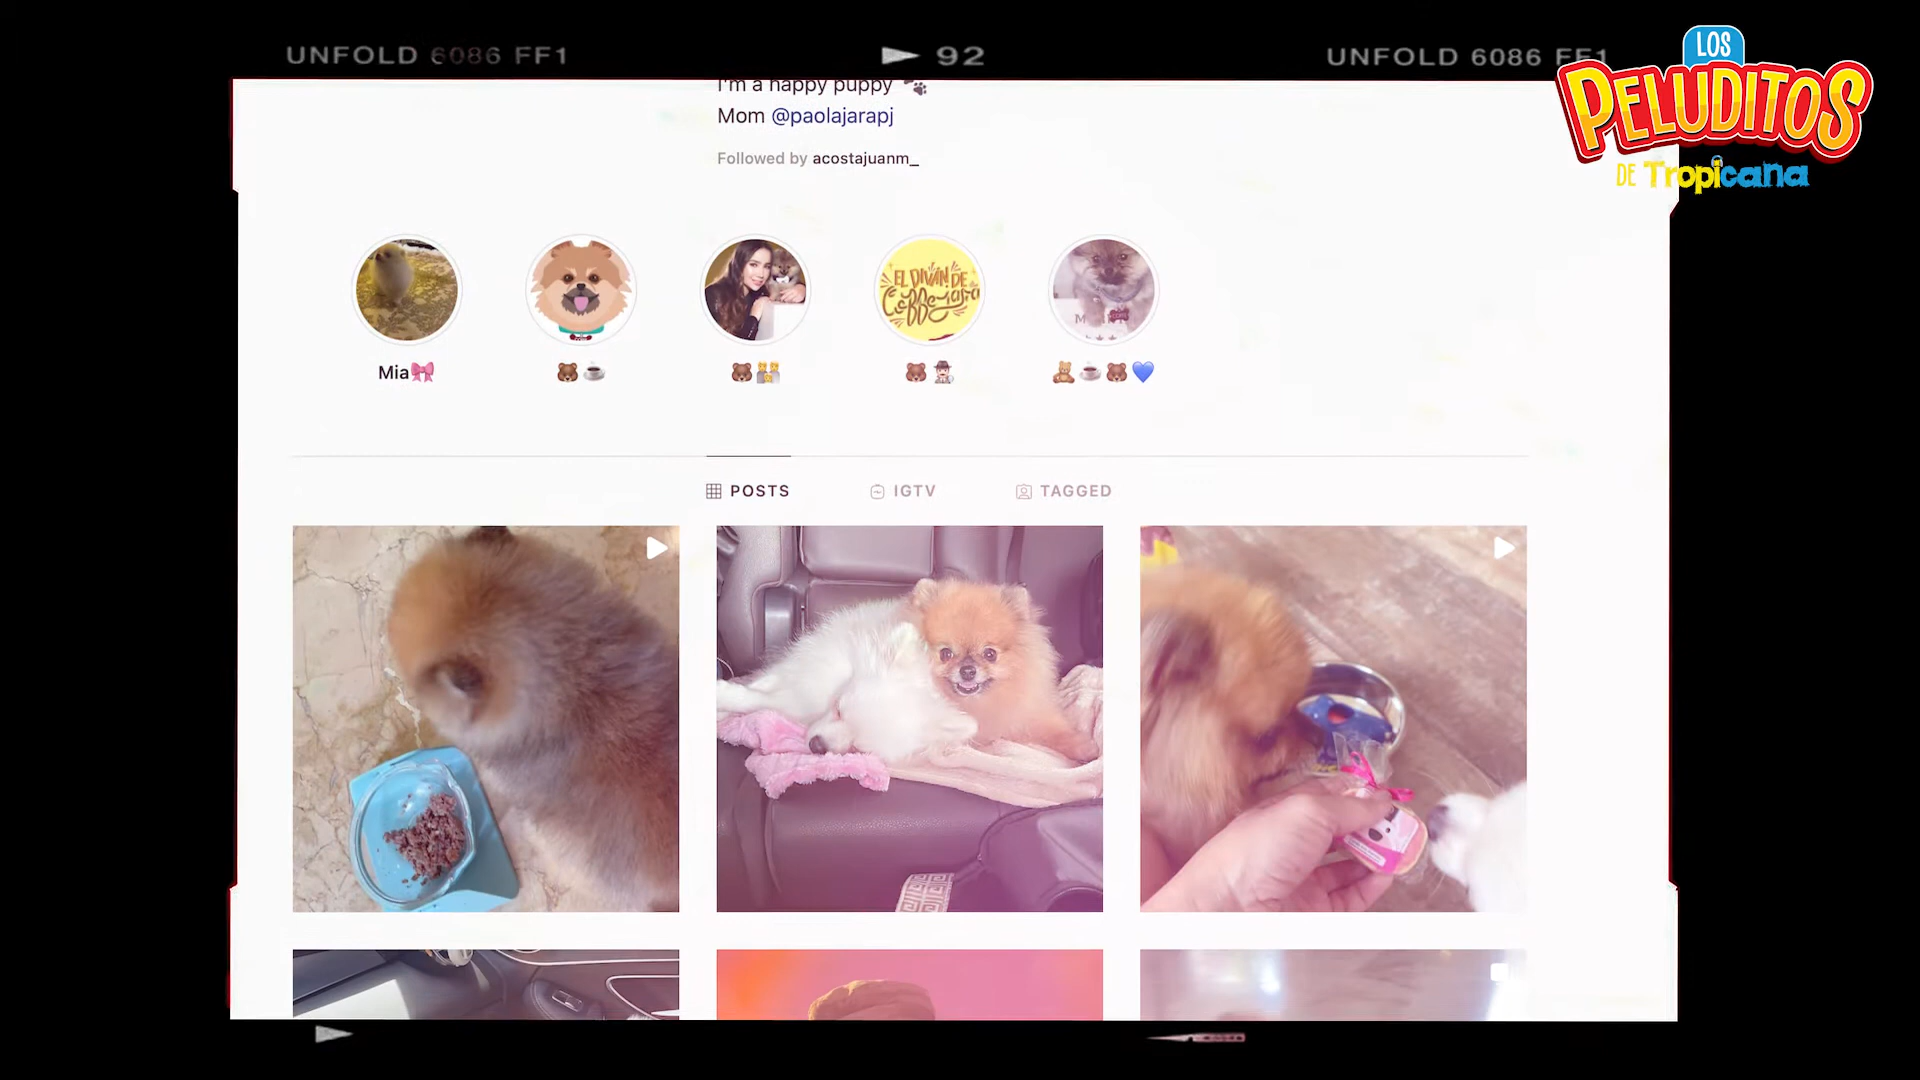 UNFOLD 6086 FF1
92
UNFOLD 6086 FF1
LOS
PELUDITOS
DE Tropicana
I'm a happy puppy
Mom @paolajarapj
Followed by acostajuanm_
EL DIVÁN DE
Mia
POSTS
IGTV
TAGGED